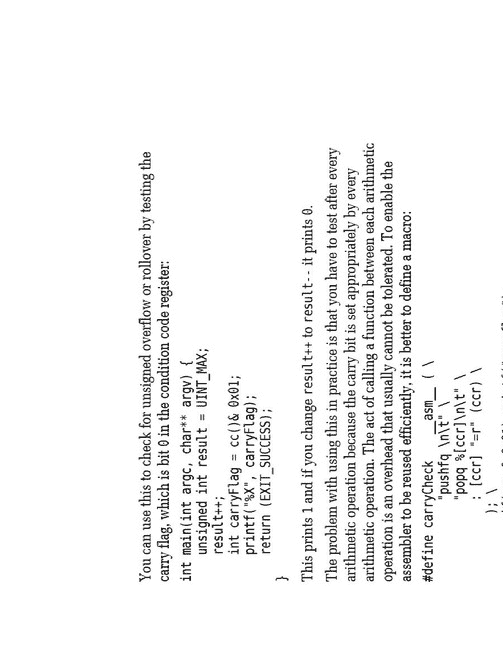 You can use this to check for unsigned overflow or rollover by testing the
carry flag, which is bit 0 in the condition code register:
int main(int argc, char** argv) {
unsigned int result = UINT_MAX;
result++;
int carryFlag = cc()& 0x01;
printf("%X", carryFlag);
return (EXIT_SUCCESS);
}
This prints 1 and if you change result++ to result-- it prints 0.
The problem with using this in practice is that you have to test after every
arithmetic operation because the carry bit is set appropriately by every
arithmetic operation. The act of calling a function between each arithmetic
operation is an overhead that usually cannot be tolerated. To enable the
assembler to be reused efficiently, it is better to define a macro:
#define carryCheck __asm__ ( \
"pushfq \n\t" \
"popq %[ccr]\n\t" \
: [ccr] "=r" (ccr) \
); \